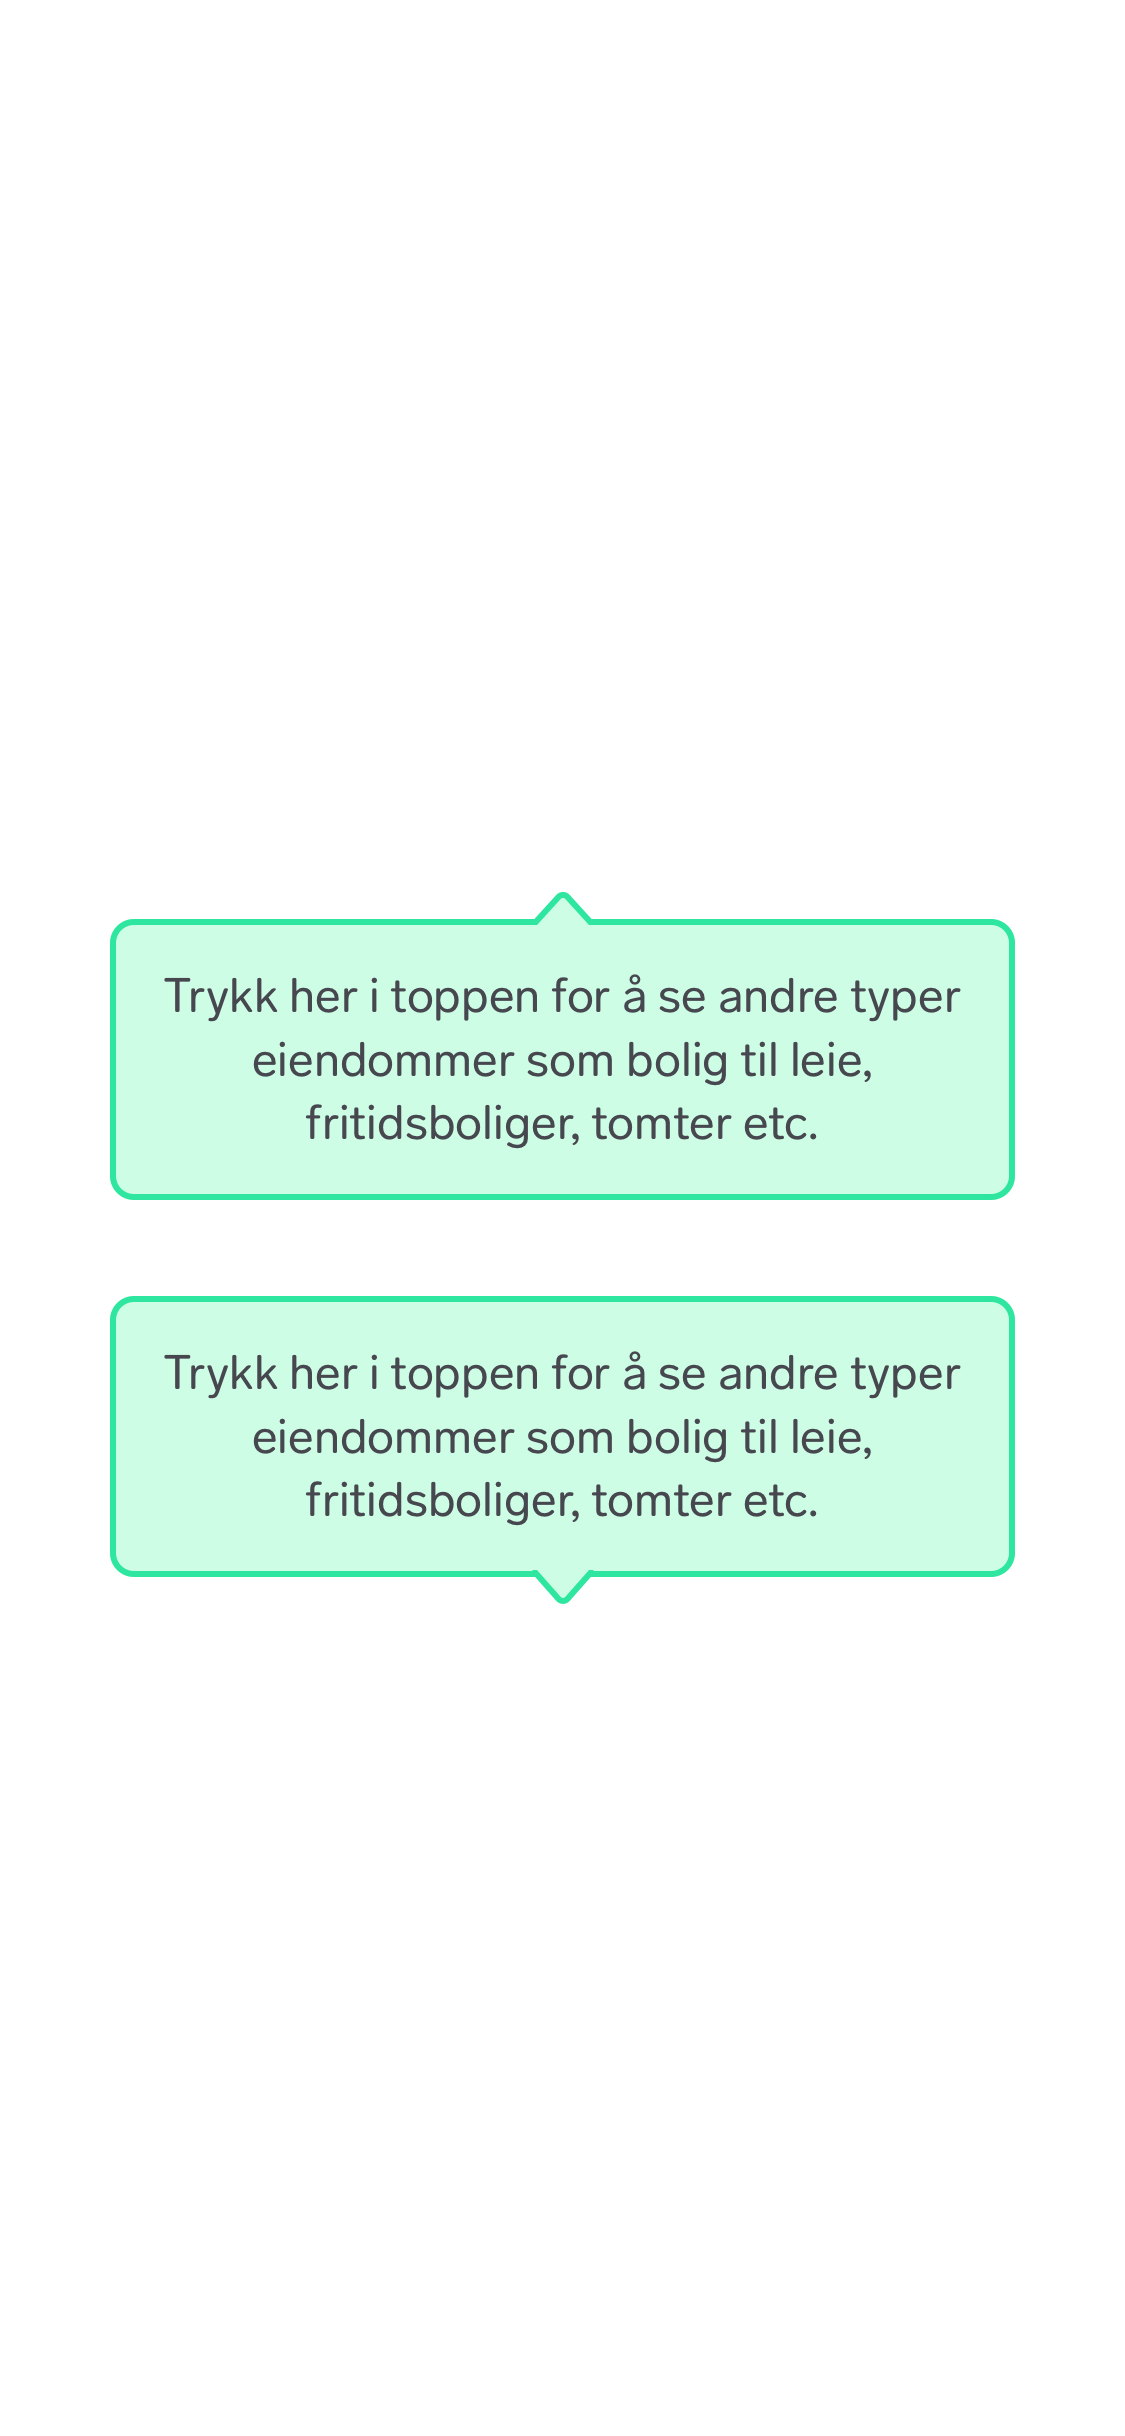 Trykk her i toppen for å se andre typer
eiendommer som bolig til leie,
fritidsboliger, tomter etc.
Trykk her i toppen for å se andre typer
eiendommer som bolig til leie,
fritidsboliger, tomter etc.